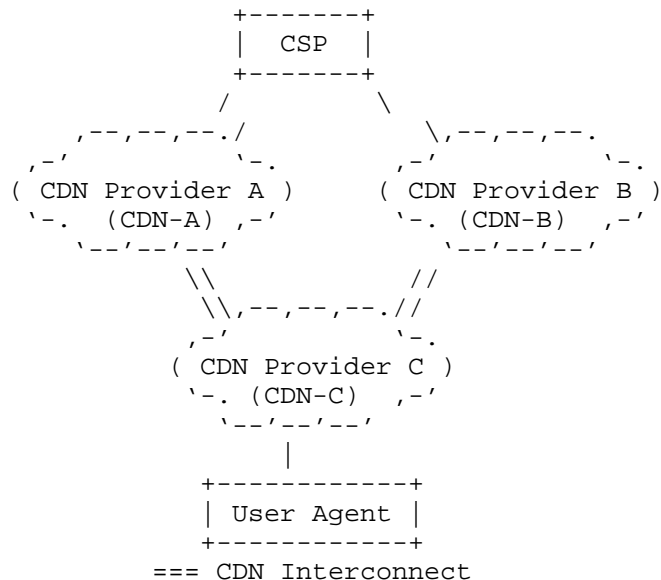 CSP
CDN Provider A CDN Provider B
(CDN-A) (CDN-B)
CDN Provider C
(CDN-C)
User Agent
=== CDN Interconnect